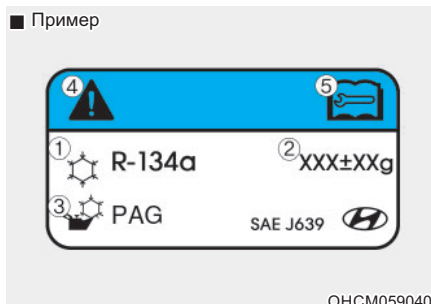 ■ Пример
④ ⑤
① R-134a ② XXX±XXg
③ PAG SAE J639
OHCM059040